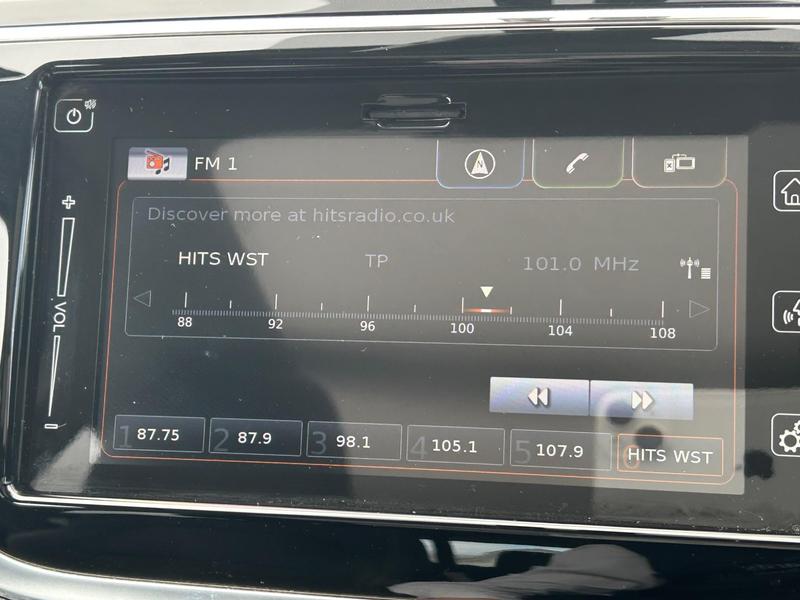 FM 1
N
Discover more at hitsradio.co.uk
HITS WST TP 101.0 MHz
88 92 96 100 104 108
VOL
1 87.75 2 87.9 3 98.1 4 105.1 5 107.9 6 HITS WST